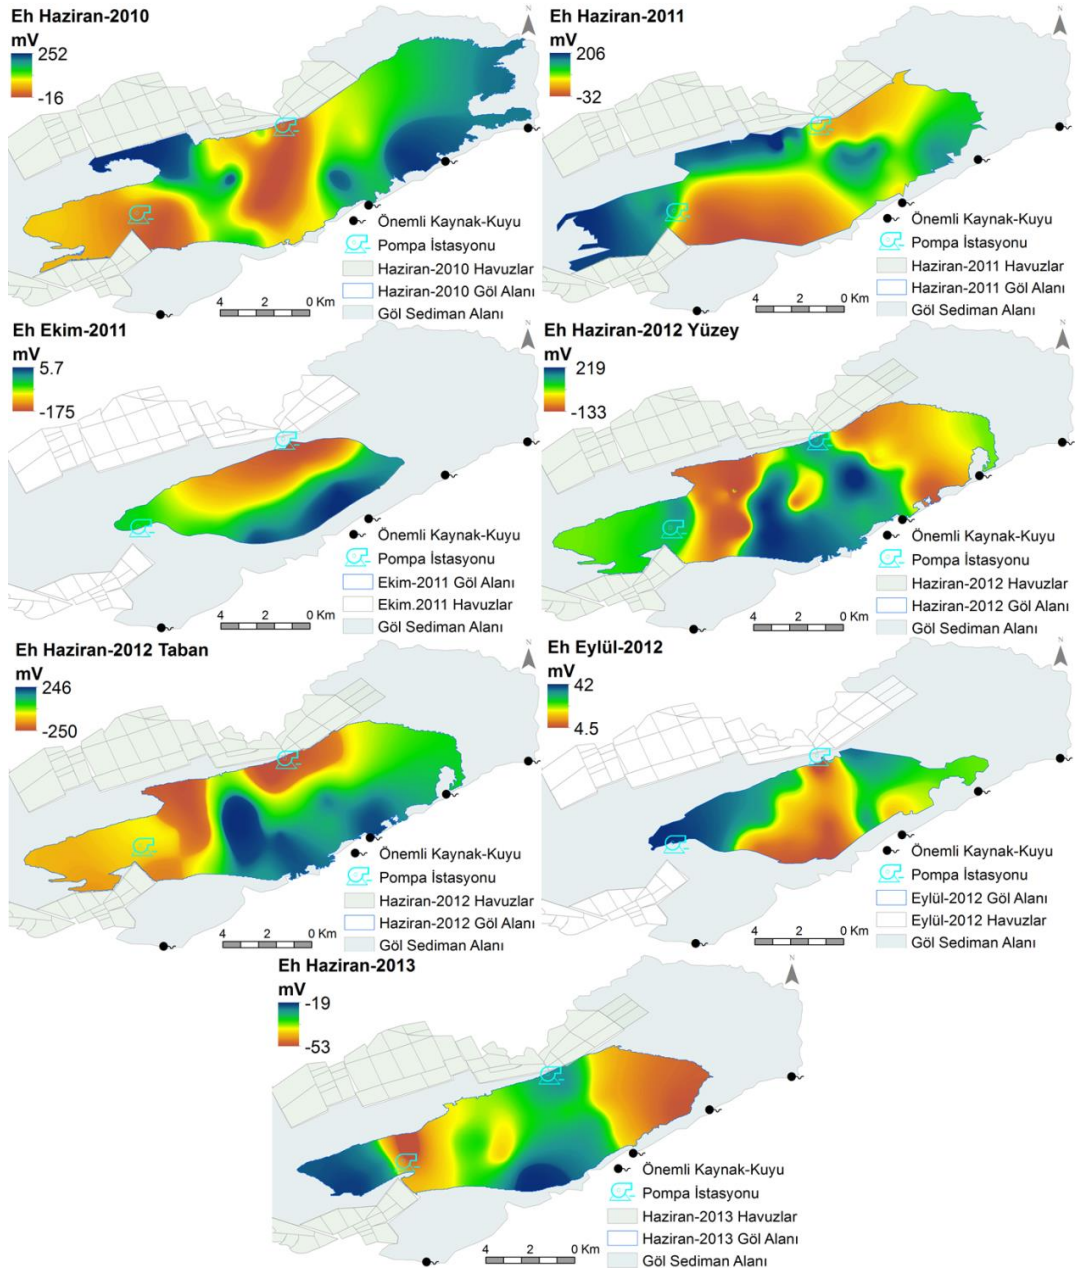 Eh Haziran-2010
mV
252
-16
N
Önemli Kaynak-Kuyu
Pompa İstasyonu
Haziran-2010 Havuzlar
Haziran-2010 Göl Alanı
Göl Sediman Alanı
4 2 0 Km
Eh Haziran-2011
mV
206
-32
N
Önemli Kaynak-Kuyu
Pompa İstasyonu
Haziran-2011 Havuzlar
Haziran-2011 Göl Alanı
Göl Sediman Alanı
4 2 0 Km
Eh Ekim-2011
mV
5.7
-175
N
Önemli Kaynak-Kuyu
Pompa İstasyonu
Ekim-2011 Göl Alanı
Ekim.2011 Havuzlar
Göl Sediman Alanı
4 2 0 Km
Eh Haziran-2012 Yüzey
mV
219
-133
N
Önemli Kaynak-Kuyu
Pompa İstasyonu
Haziran-2012 Havuzlar
Haziran-2012 Göl Alanı
Göl Sediman Alanı
4 2 0 Km
Eh Haziran-2012 Taban
mV
246
-250
N
Önemli Kaynak-Kuyu
Pompa İstasyonu
Haziran-2012 Havuzlar
Haziran-2012 Göl Alanı
Göl Sediman Alanı
4 2 0 Km
Eh Eylül-2012
mV
42
4.5
N
Önemli Kaynak-Kuyu
Pompa İstasyonu
Eylül-2012 Göl Alanı
Eylül-2012 Havuzlar
Göl Sediman Alanı
4 2 0 Km
Eh Haziran-2013
mV
-19
-53
N
Önemli Kaynak-Kuyu
Pompa İstasyonu
Haziran-2013 Havuzlar
Haziran-2013 Göl Alanı
Göl Sediman Alanı
4 2 0 Km